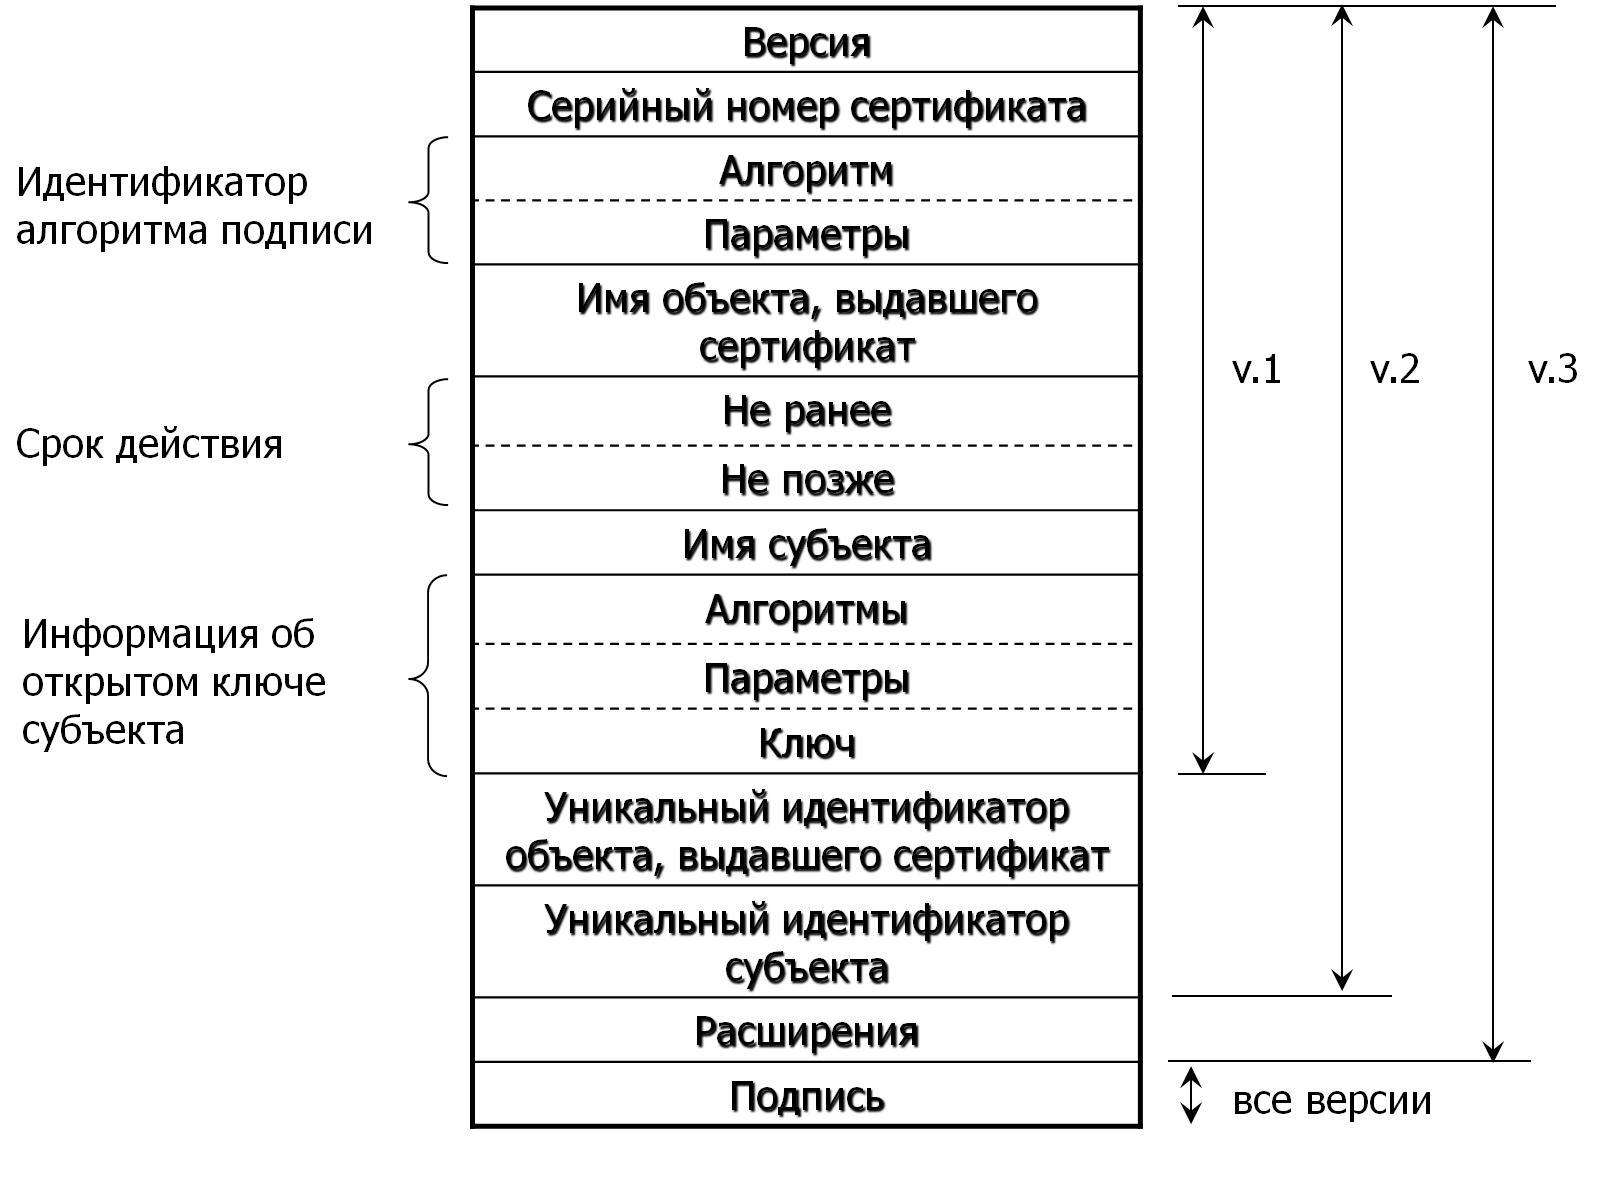 Версия
Серийный номер сертификата
Идентификатор
алгоритма подписи
Алгоритм
Параметры
Имя объекта, выдавшего
сертификат
Срок действия
Не ранее
Не позже
Имя субъекта
Информация об
открытом ключе
субъекта
Алгоритмы
Параметры
Ключ
Уникальный идентификатор
объекта, выдавшего сертификат
Уникальный идентификатор
субъекта
Расширения
Подпись
v.1
v.2
v.3
все версии